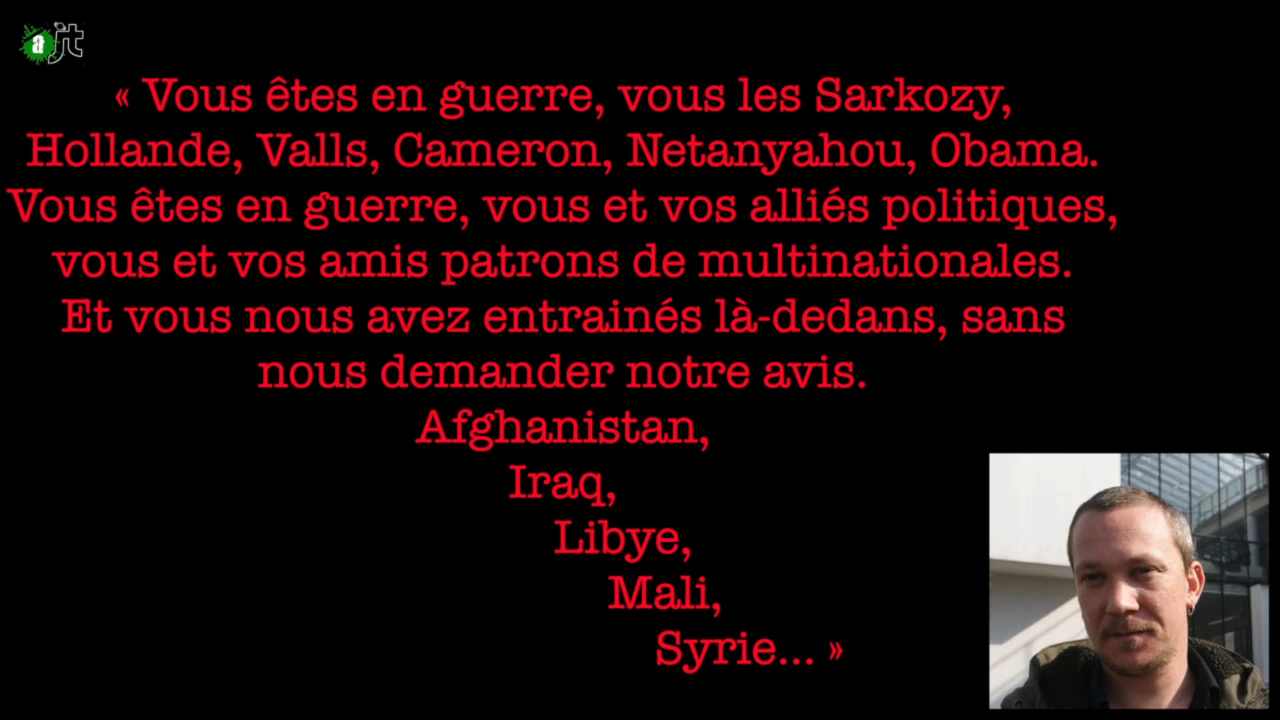 ajt
« Vous êtes en guerre, vous les Sarkozy,
Hollande, Valls, Cameron, Netanyahou, Obama.
Vous êtes en guerre, vous et vos alliés politiques,
vous et vos amis patrons de multinationales.
Et vous nous avez entrainés là-dedans, sans
nous demander notre avis.
Afghanistan,
Iraq,
Libye,
Mali,
Syrie... »